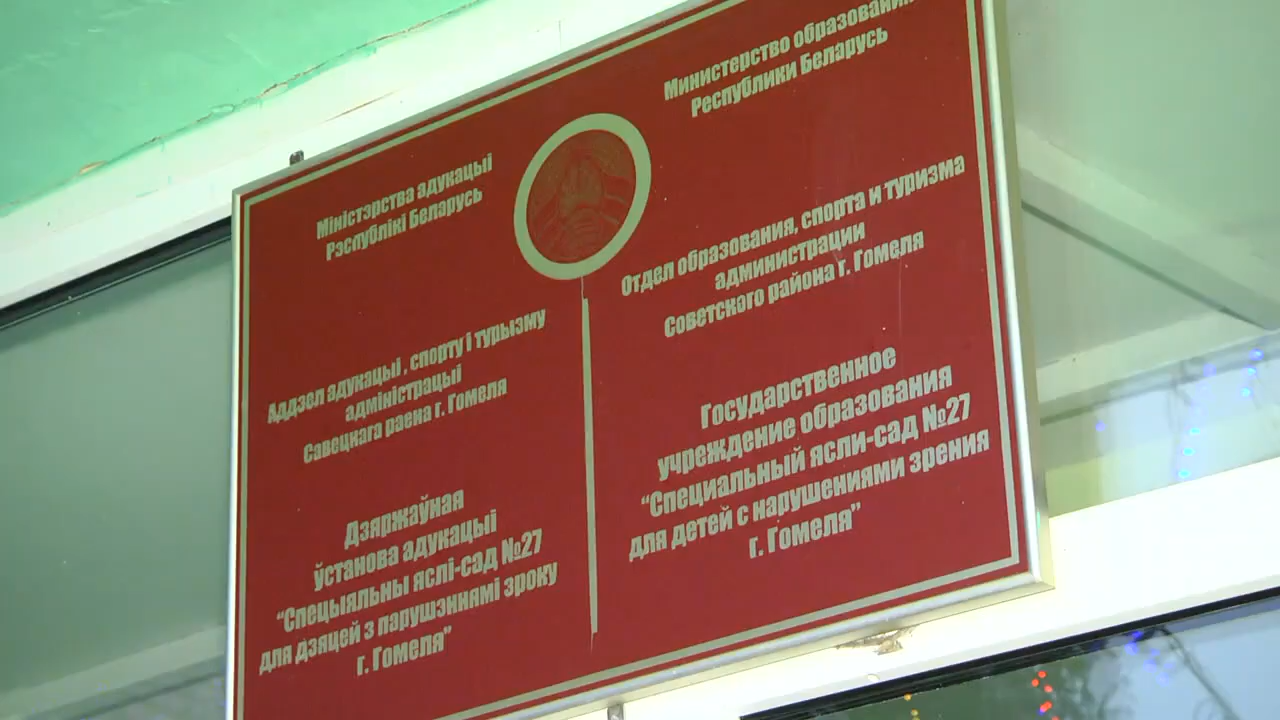 Міністэрства адукацыі
Рэспублікі Беларусь
Аддзел адукацыі , спорту і турызму
адміністрацыі
Савецкага раена г. Гомеля
Дзяржаўная
ўстанова адукацыі
“Спецыяльны яслі-сад №27
для дзяцей з парушэннямі зроку
г. Гомеля”
Министерство образования
Республики Беларусь
Отдел образования, спорта и туризма
администрации
Советского района г. Гомеля
Государственное
учреждение образования
“Специальный ясли-сад №27
для детей с нарушениями зрения
г. Гомеля”